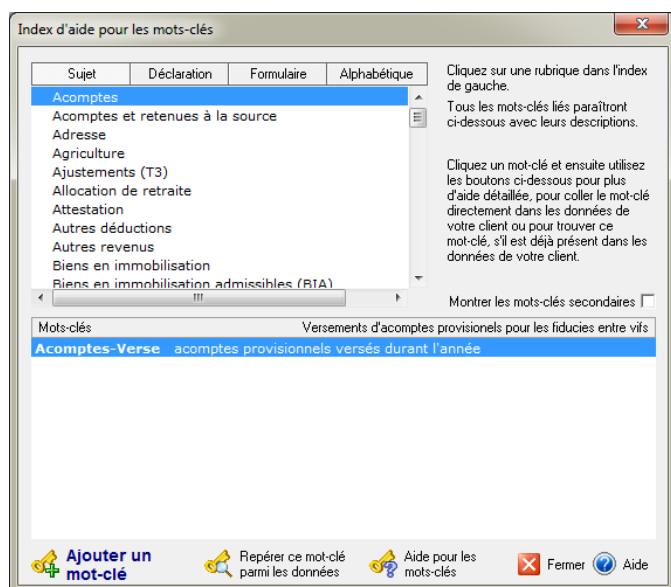 Index d'aide pour les mots-clés
Sujet Déclaration Formulaire Alphabétique
Acomptes
Acomptes et retenues à la source
Adresse
Agriculture
Ajustements (T3)
Allocation de retraite
Attestation
Autres déductions
Autres revenus
Biens en immobilisation
Biens en immobilisation admissibles (BIA)
Cliquez sur une rubrique dans l'index
de gauche.
Tous les mots-clés liés paraîtront
ci-dessous avec leurs descriptions.
Cliquez un mot-clé et ensuite utilisez
les boutons ci-dessous pour plus
d'aide détaillée, pour coller le mot-clé
directement dans les données de
votre client ou pour trouver ce
mot-clé, s'il est déjà présent dans les
données de votre client.
Montrer les mots-clés secondaires
Mots-clés Versements d'acomptes provisionels pour les fiducies entre vifs
Acomptes-Verse acomptes provisionnels versés durant l'année
Ajouter un
mot-clé
Repérer ce mot-clé
parmi les données
Aide pour les
mots-clés
Fermer
Aide